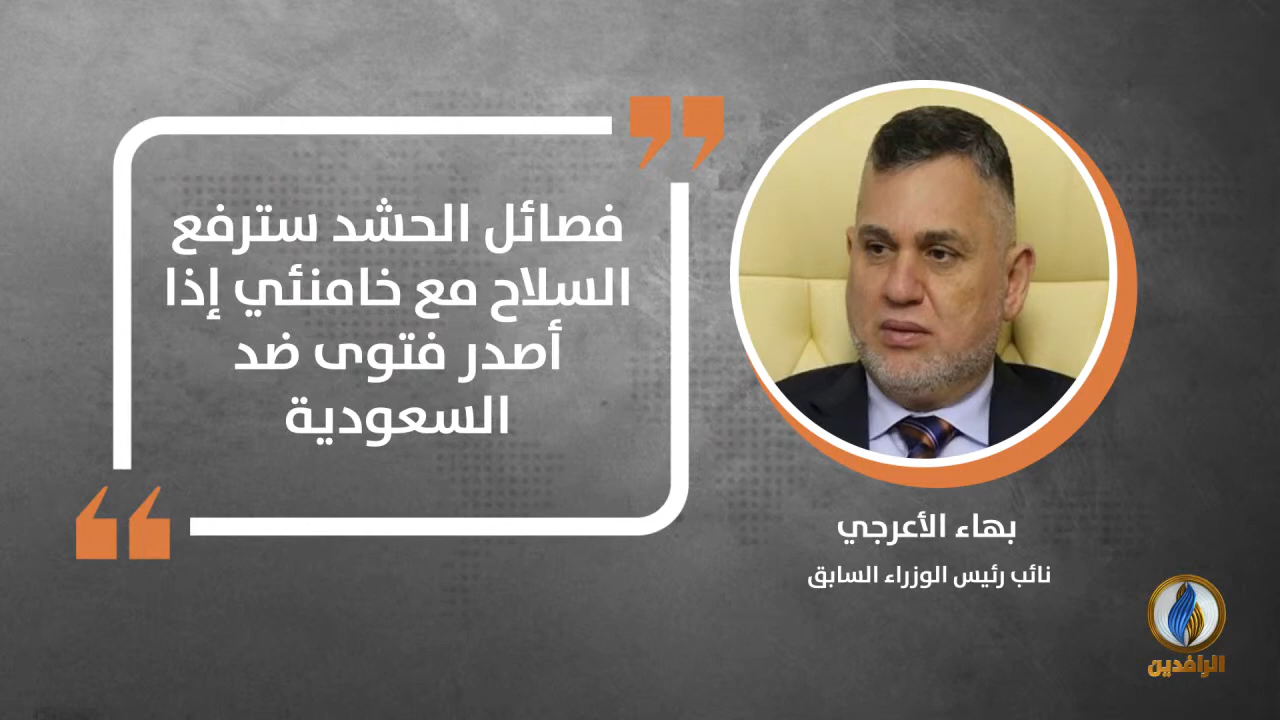 فصائل الحشد سترفع
السلاح مع خامنئي إذا
أصدر فتوى ضد
السعودية
بهاء الأعرجي
نائب رئيس الوزراء السابق
الرافدين